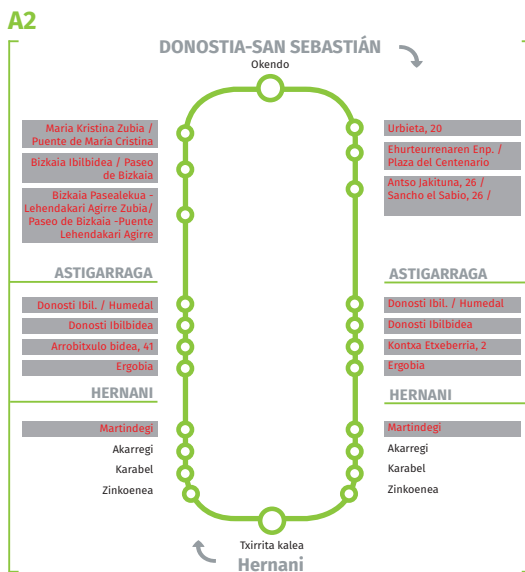 A2
DONOSTIA-SAN SEBASTIÁN
Okendo
Maria Kristina Zubia /
Puente de María Cristina
Bizkaia Ibilbidea / Paseo
de Bizkaia
Bizkaia Pasealekua -
Lehendakari Agirre Zubia/
Paseo de Bizkaia -Puente
Lehendakari Agirre
ASTIGARRAGA
Donosti Ibil. / Humedal
Donosti Ibilbidea
Arrobitxulo bidea, 41
Ergobia
HERNANI
Martindegi
Akarregi
Karabel
Zinkoenea
Urbieta, 20
Ehurteurrenaren Enp. /
Plaza del Centenario
Antso Jakituna, 26 /
Sancho el Sabio, 26 /
ASTIGARRAGA
Donosti Ibil. / Humedal
Donosti Ibilbidea
Kontxa Etxeberria, 2
Ergobia
HERNANI
Martindegi
Akarregi
Karabel
Zinkoenea
Txirrita kalea
Hernani